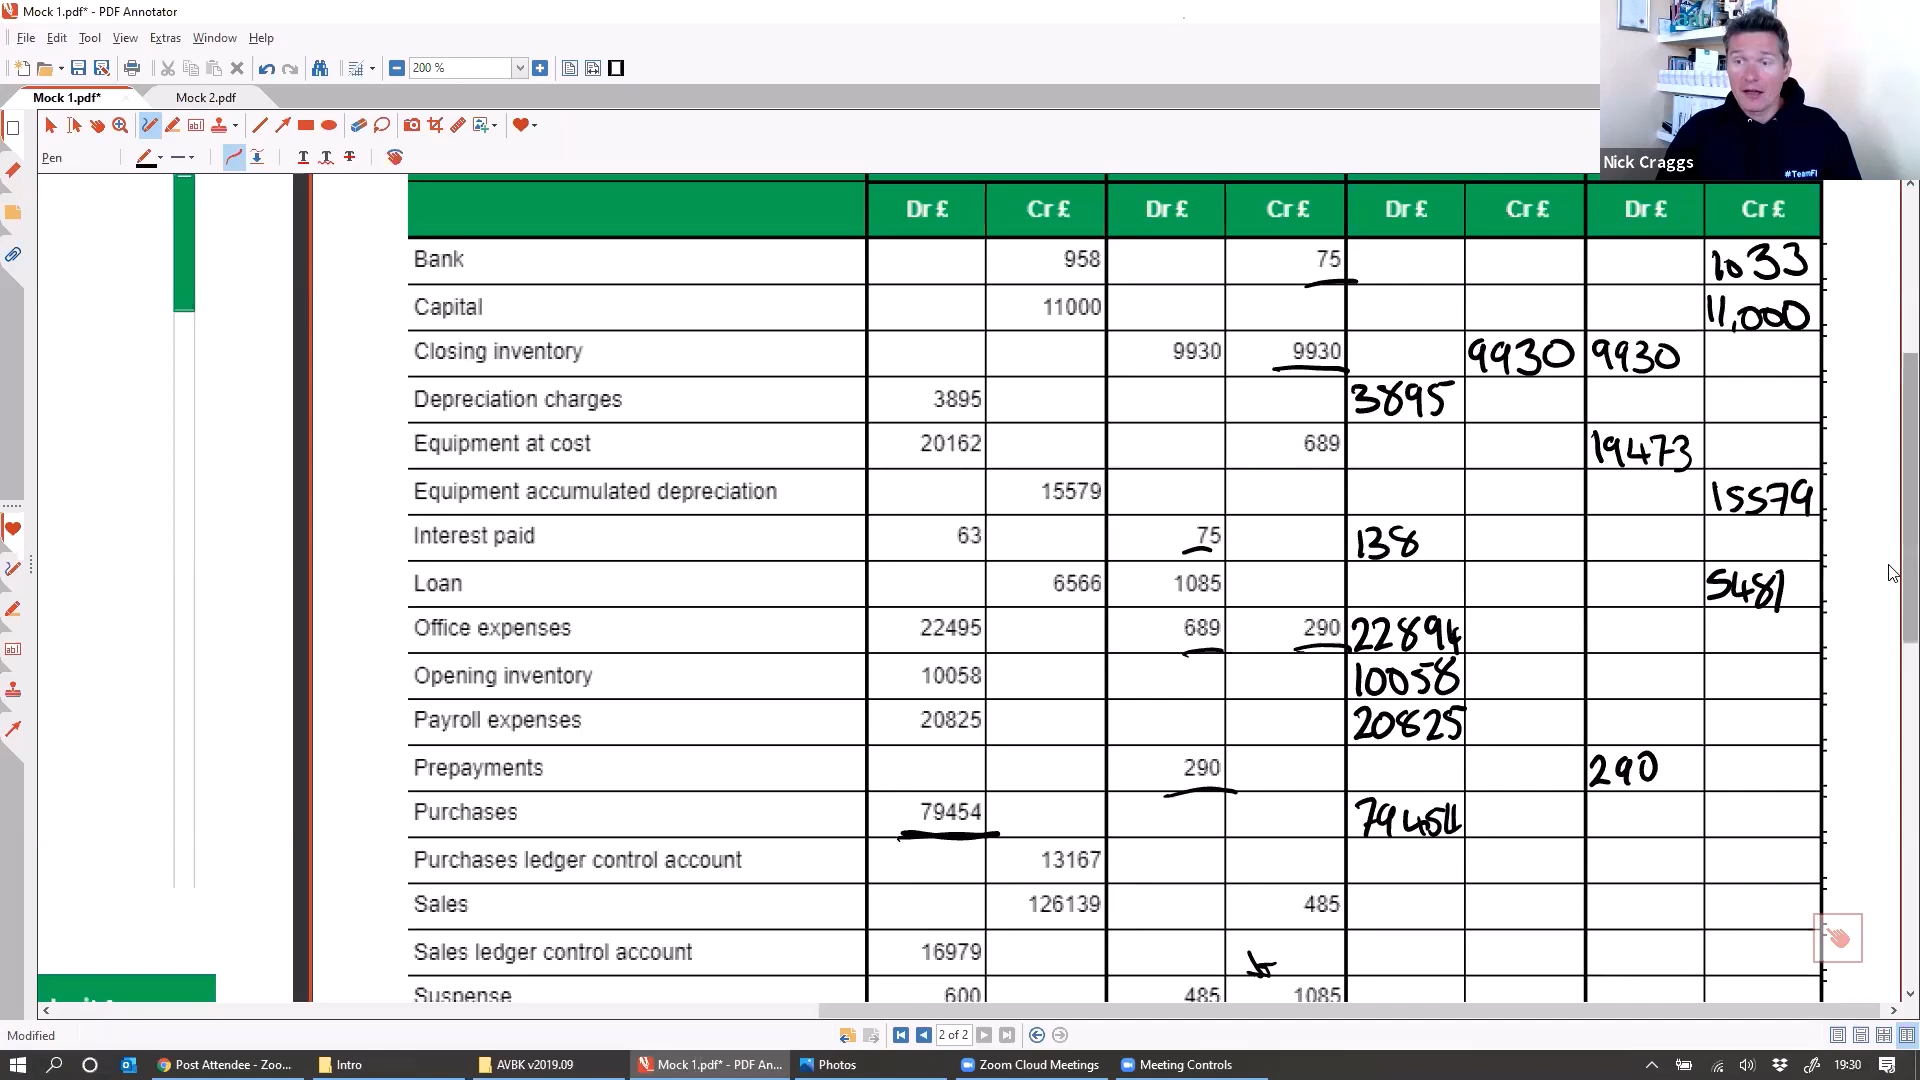 Mock 1.pdf* - PDF Annotator
File Edit Tool View Extras Window Help
200 %
Mock 1.pdf* Mock 2.pdf
Pen
Nick Craggs
#TeamFI
Dr £ Cr £ Dr £ Cr £ Dr £ Cr £ Dr £ Cr £
Bank 958 75 1033
Capital 11000 11,000
Closing inventory 9930 9930 9930 9930
Depreciation charges 3895 3895
Equipment at cost 20162 689 19473
Equipment accumulated depreciation 15579 15579
Interest paid 63 75 138
Loan 6566 1085 5481
Office expenses 22495 689 290 22894
Opening inventory 10058 10058
Payroll expenses 20825 20825
Prepayments 290 290
Purchases 79454 79454
Purchases ledger control account 13167
Sales 126139 485
Sales ledger control account 16979
Suspense 600 485 1085
Modified 2 of 2
Post Attendee - Zoo... Intro AVBK v2019.09 Mock 1.pdf* - PDF An... Photos Zoom Cloud Meetings Meeting Controls 19:30